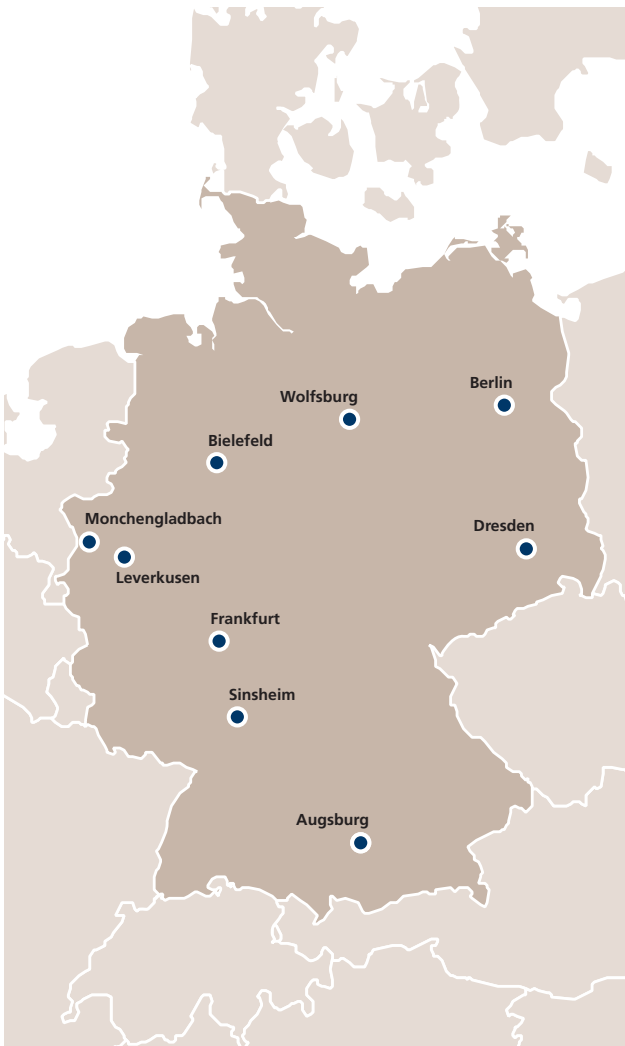 Berlin
Wolfsburg
Bielefeld
Monchengladbach
Dresden
Leverkusen
Frankfurt
Sinsheim
Augsburg